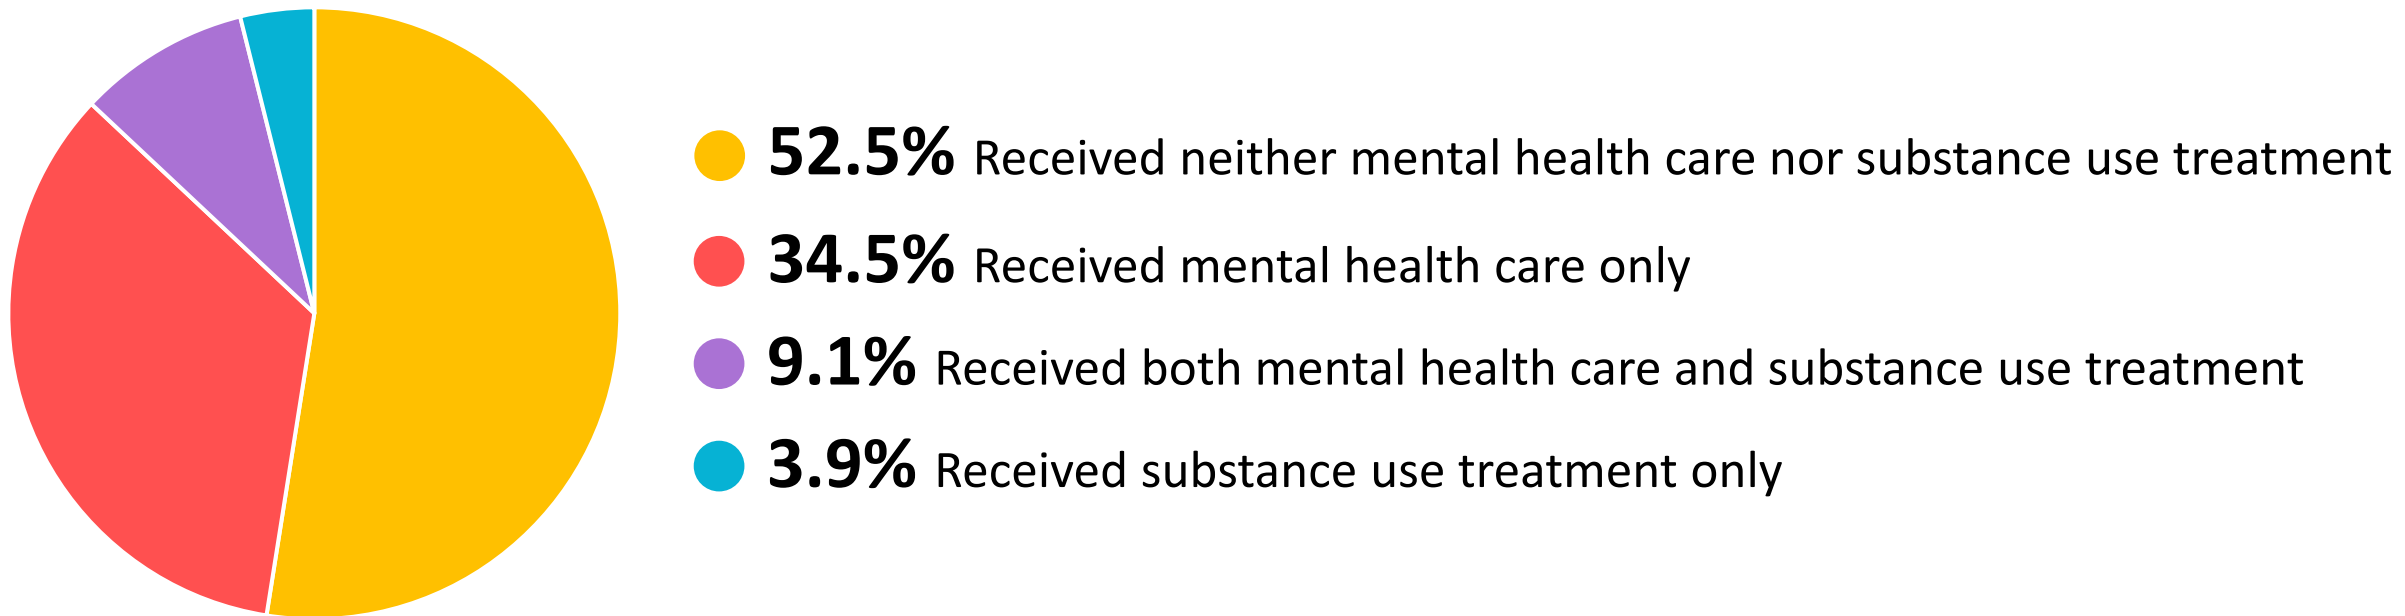 52.5% Received neither mental health care nor substance use treatment
34.5% Received mental health care only
9.1% Received both mental health care and substance use treatment
3.9% Received substance use treatment only